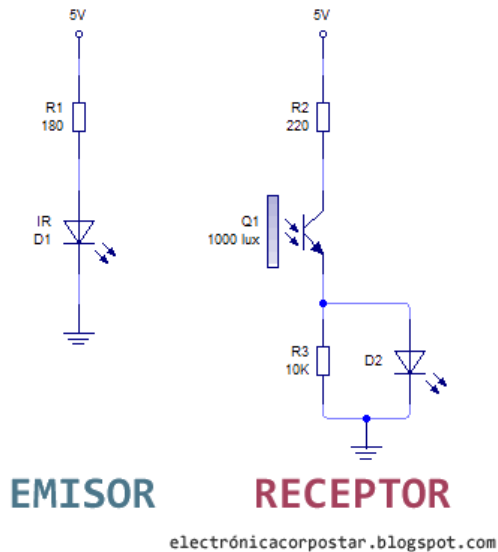 5V
R1
180
IR
D1
5V
R2
220
Q1
1000 lux
R3
10K
D2
EMISOR
RECEPTOR
electrónicacorpostar.blogspot.com